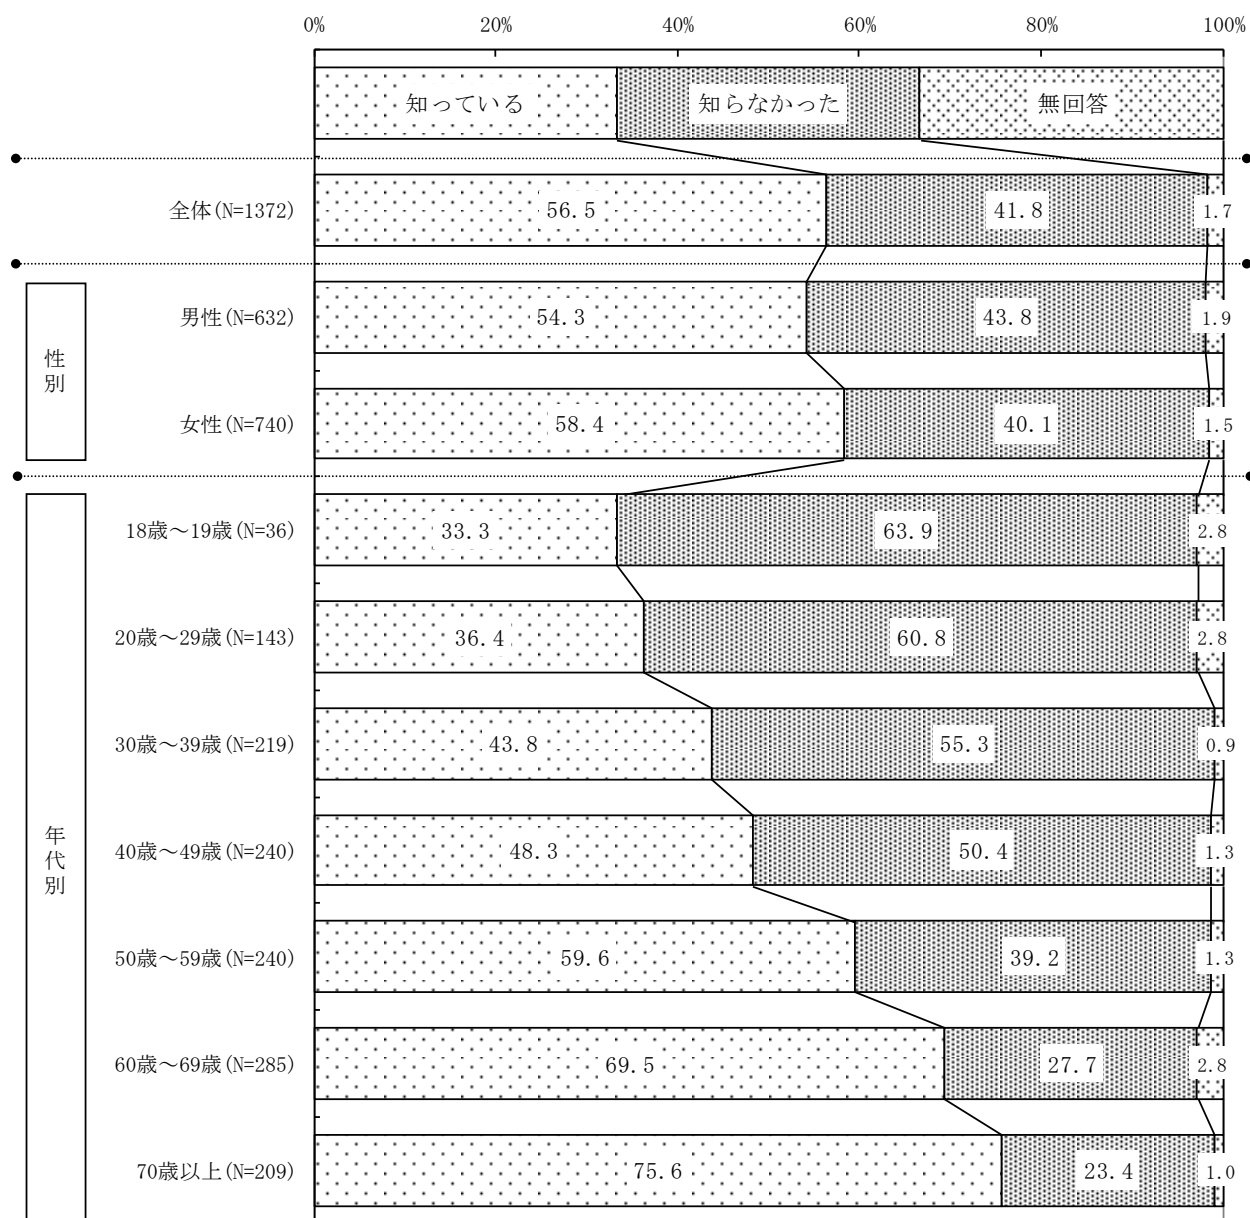 0% 20% 40% 60% 80% 100%
知っている 知らなかった 無回答
全体(N=1372) 56.5 41.8 1.7
性別
男性(N=632) 54.3 43.8 1.9
女性(N=740) 58.4 40.1 1.5
年代別
18歳～19歳(N=36) 33.3 63.9 2.8
20歳～29歳(N=143) 36.4 60.8 2.8
30歳～39歳(N=219) 43.8 55.3 0.9
40歳～49歳(N=240) 48.3 50.4 1.3
50歳～59歳(N=240) 59.6 39.2 1.3
60歳～69歳(N=285) 69.5 27.7 2.8
70歳以上(N=209) 75.6 23.4 1.0